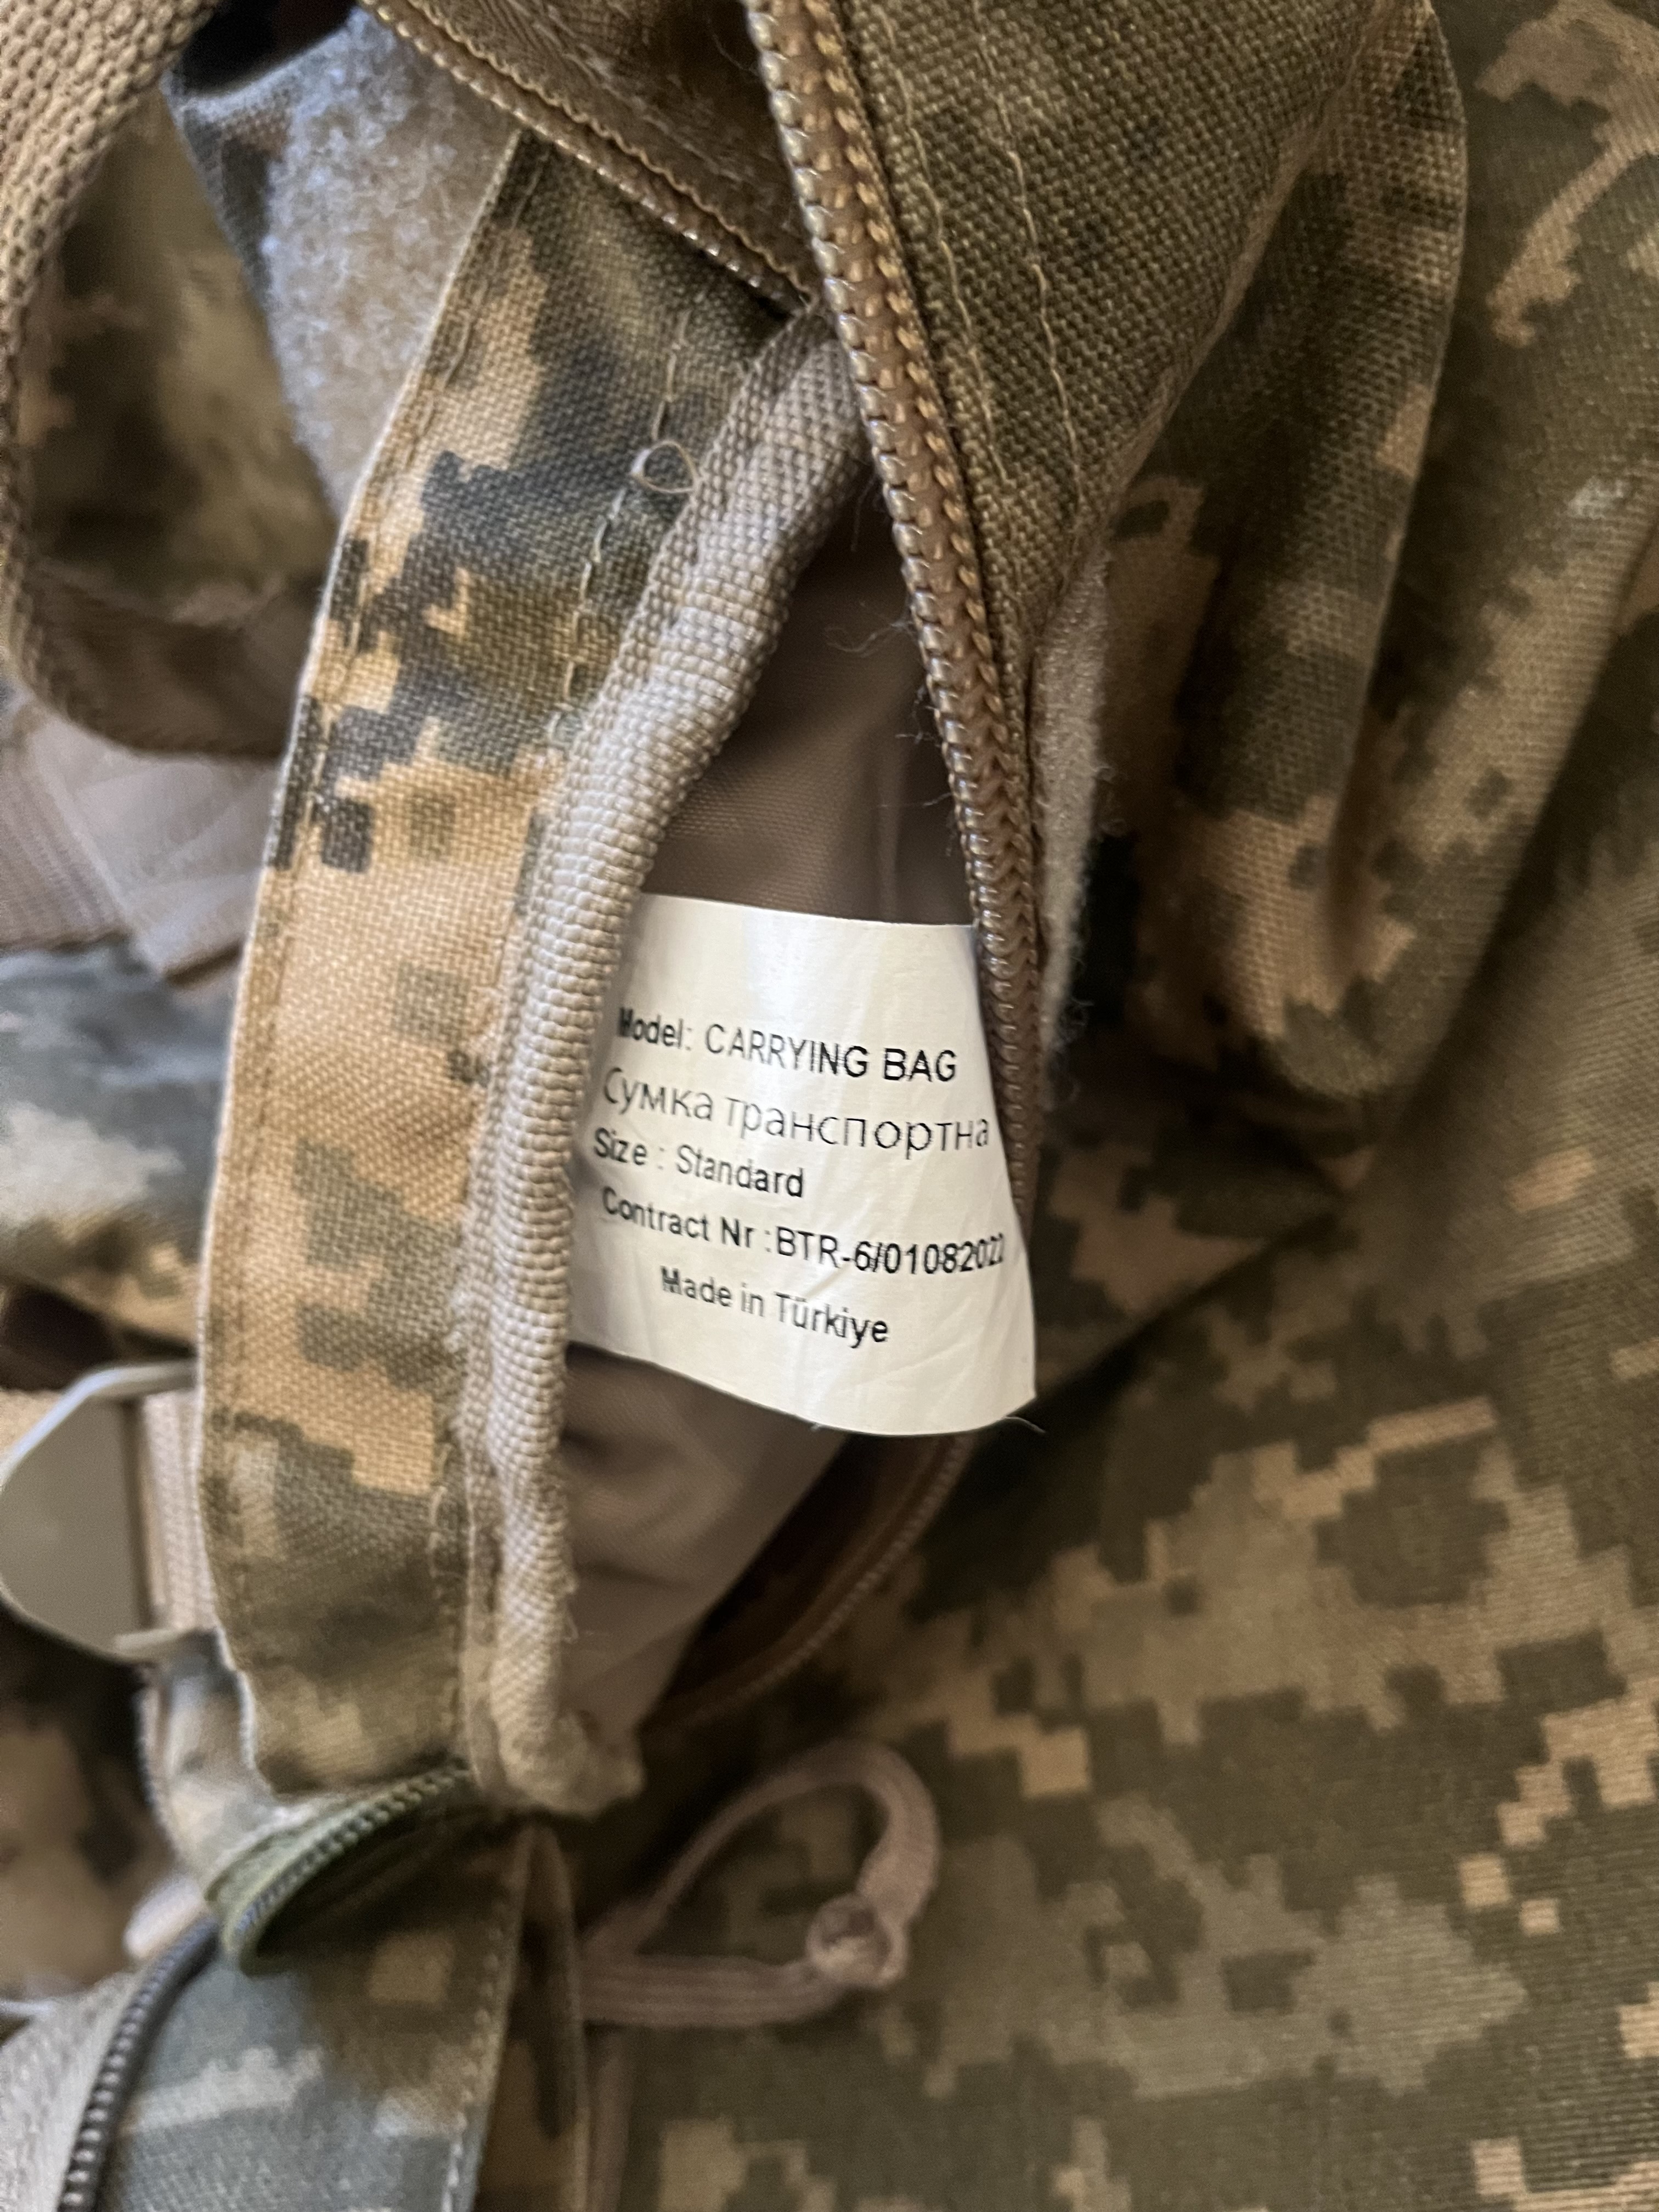 Model: CARRYING BAG
Сумка транспортна
Size : Standard
Contract Nr :BTR-6/01082022
Made in Türkiye